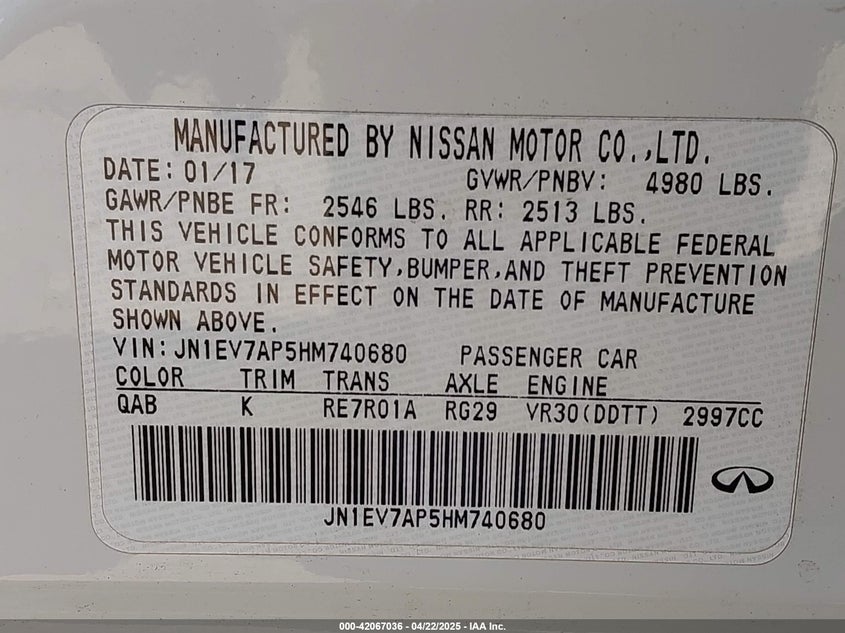 MANUFACTURED BY NISSAN MOTOR CO.,LTD.
DATE: 01/17 GVWR/PNBV: 4980 LBS.
GAWR/PNBE FR: 2546 LBS. RR: 2513 LBS.
THIS VEHICLE CONFORMS TO ALL APPLICABLE FEDERAL
MOTOR VEHICLE SAFETY,BUMPER,AND THEFT PREVENTION
STANDARDS IN EFFECT ON THE DATE OF MANUFACTURE
SHOWN ABOVE.
VIN:JN1EV7AP5HM740680 PASSENGER CAR
COLOR TRIM TRANS AXLE ENGINE
QAB K RE7R01A RG29 VR30(DDTT) 2997CC
JN1EV7AP5HM740680
000-42067036 - 04/22/2025 - IAA Inc.